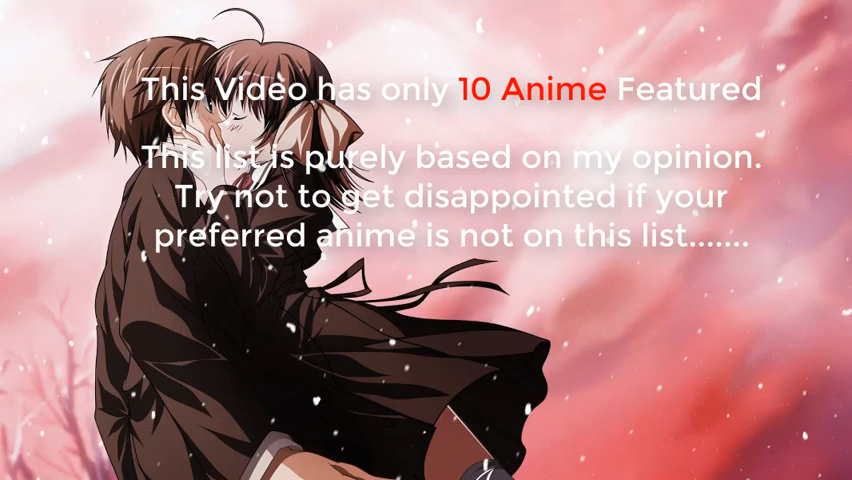 This Video has only 10 Anime Featured
This list is purely based on my opinion.
Try not to get disappointed if your
preferred anime is not on this list.......